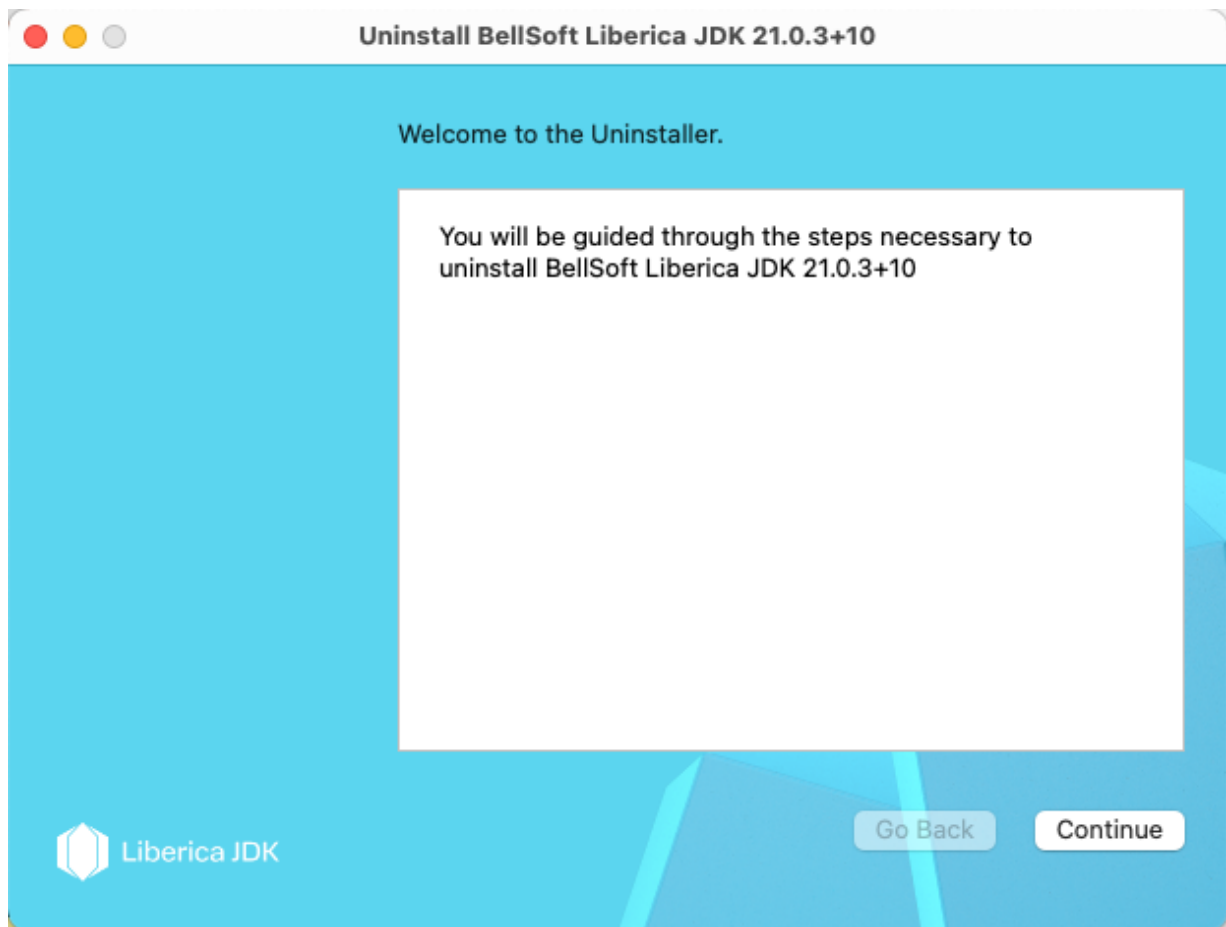 Uninstall BellSoft Liberica JDK 21.0.3+10
Welcome to the Uninstaller.
You will be guided through the steps necessary to
uninstall BellSoft Liberica JDK 21.0.3+10
Go Back
Continue
Liberica JDK